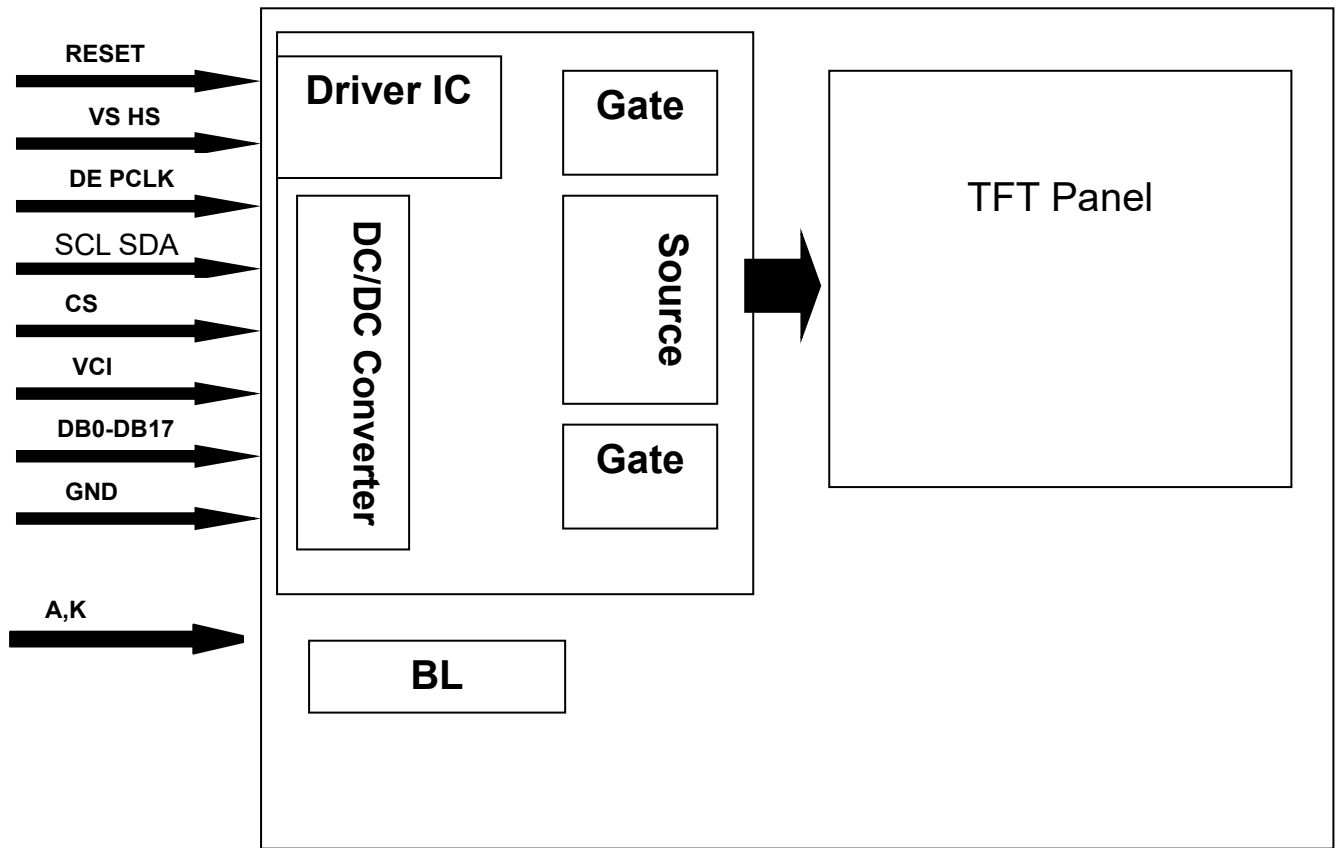 RESET
VS HS
DE PCLK
SCL SDA
CS
VCI
DB0-DB17
GND
A,K
Driver IC
DC/DC Converter
Gate
Source
Gate
BL
TFT Panel